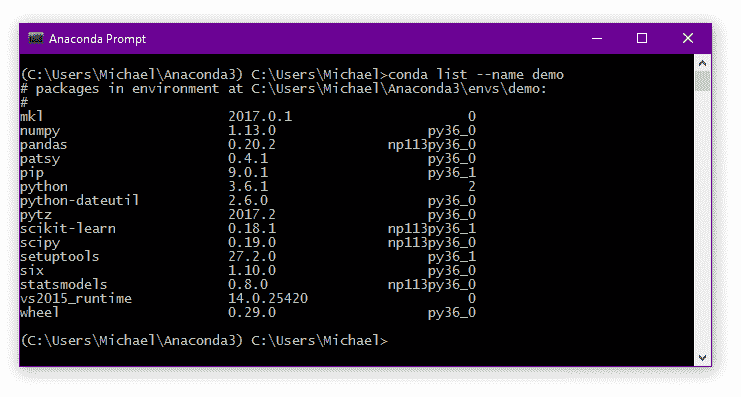 Anaconda Prompt
(C:\Users\Michael\Anaconda3) C:\Users\Michael>conda list --name demo
# packages in environment at C:\Users\Michael\Anaconda3\envs\demo:
#
mkl 2017.0.1 0
numpy 1.13.0 py36_0
pandas 0.20.2 np113py36_0
patsy 0.4.1 py36_0
pip 9.0.1 py36_1
python 3.6.1 2
python-dateutil 2.6.0 py36_0
pytz 2017.2 py36_0
scikit-learn 0.18.1 np113py36_1
scipy 0.19.0 np113py36_0
setuptools 27.2.0 py36_1
six 1.10.0 py36_0
statsmodels 0.8.0 np113py36_0
vs2015_runtime 14.0.25420 0
wheel 0.29.0 py36_0
(C:\Users\Michael\Anaconda3) C:\Users\Michael>